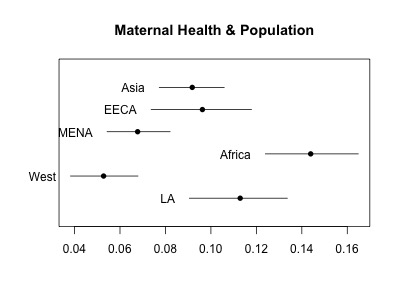 Maternal Health & Population
Asia
EECA
MENA
Africa
West
LA
0.04 0.06 0.08 0.10 0.12 0.14 0.16